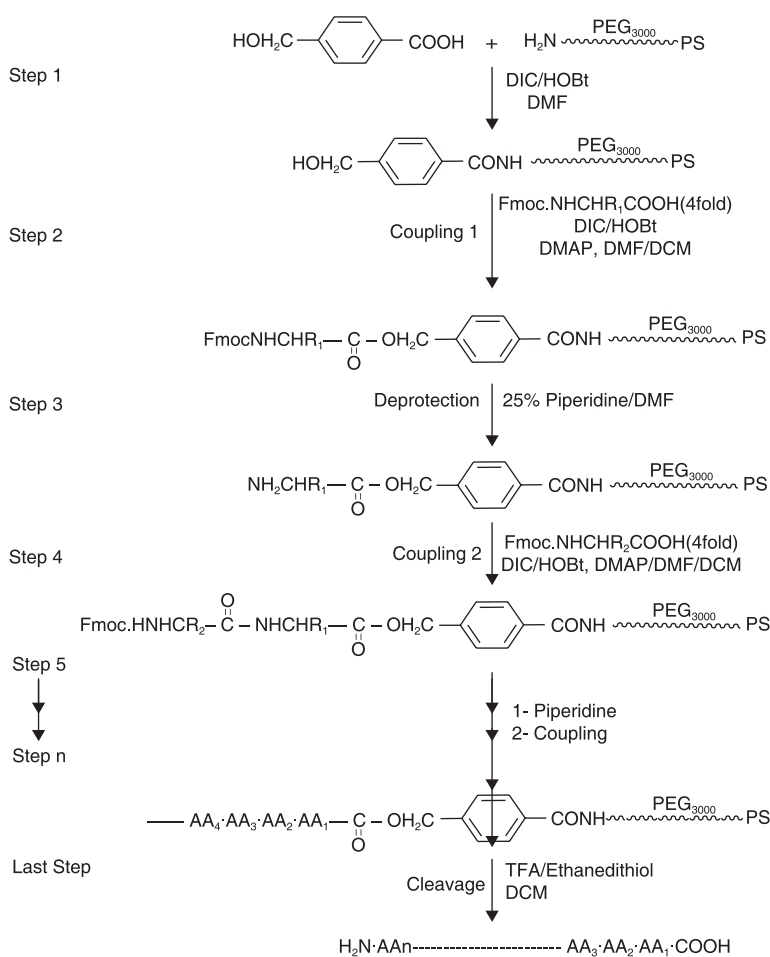 HOH₂C COOH + H₂N PEG₃₀₀₀ PS
Step 1
DIC/HOBt
DMF
HOH₂C CONH PEG₃₀₀₀ PS
Step 2
Coupling 1
Fmoc.NHCHR₁COOH(4fold)
DIC/HOBt
DMAP, DMF/DCM
FmocNHCHR₁–C–OH₂C CONH PEG₃₀₀₀ PS
O
Step 3
Deprotection 25% Piperidine/DMF
NH₂CHR₁–C–OH₂C CONH PEG₃₀₀₀ PS
O
Step 4
Coupling 2
Fmoc.NHCHR₂COOH(4fold)
DIC/HOBt, DMAP/DMF/DCM
O
Fmoc.HNHCR₂–C–NHCHR₁–C–OH₂C CONH PEG₃₀₀₀ PS
O
Step 5
1- Piperidine
2- Coupling
Step n
AA₄·AA₃·AA₂·AA₁–C–OH₂C CONH PEG₃₀₀₀ PS
O
Last Step
Cleavage
TFA/Ethanedithiol
DCM
H₂N·AAn---------------------- AA₃·AA₂·AA₁·COOH